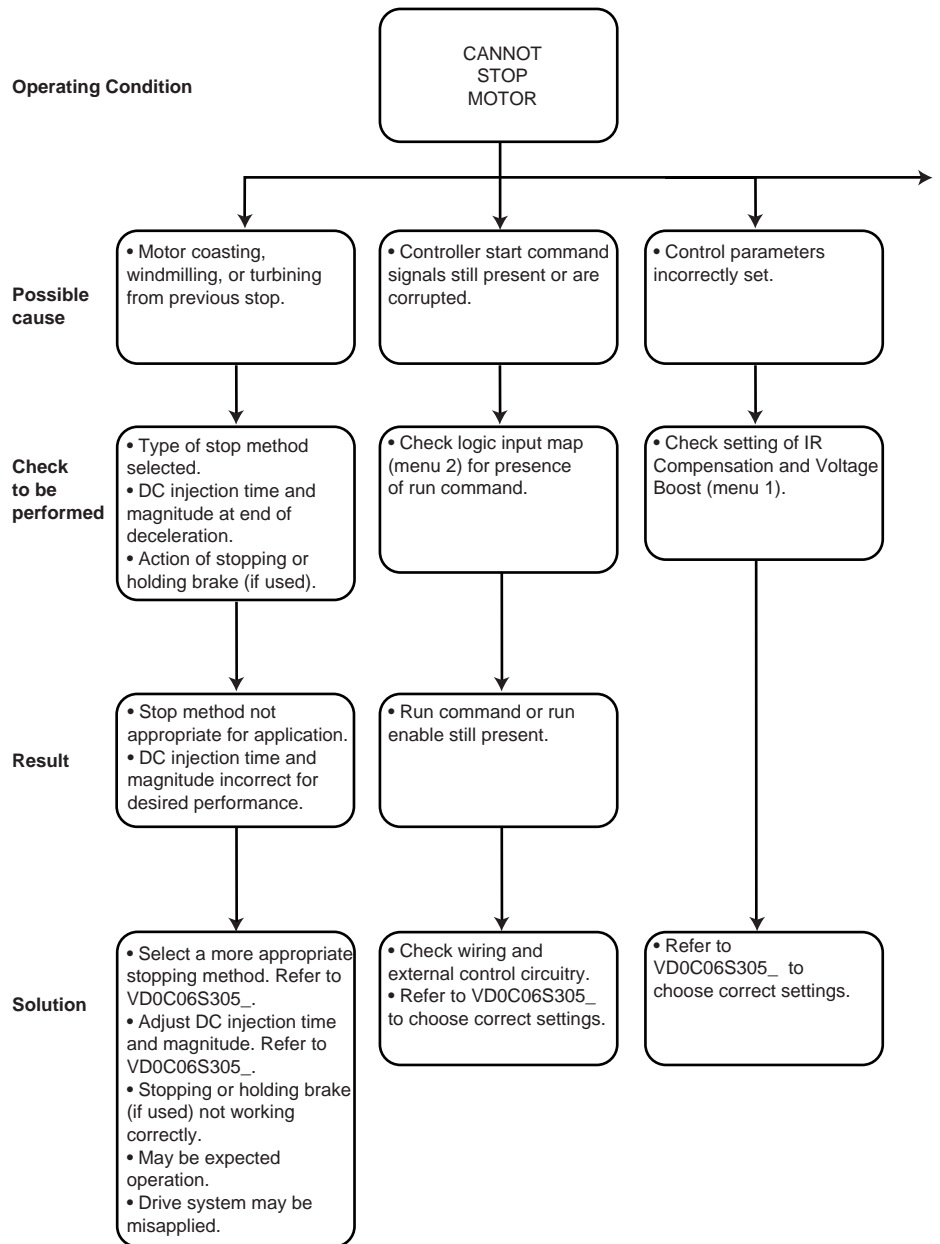 Operating Condition
CANNOT
STOP
MOTOR
Possible
cause
• Motor coasting,
windmilling, or turbining
from previous stop.
• Controller start command
signals still present or are
corrupted.
• Control parameters
incorrectly set.
Check
to be
performed
• Type of stop method
selected.
• DC injection time and
magnitude at end of
deceleration.
• Action of stopping or
holding brake (if used).
• Check logic input map
(menu 2) for presence
of run command.
• Check setting of IR
Compensation and Voltage
Boost (menu 1).
Result
• Stop method not
appropriate for application.
• DC injection time and
magnitude incorrect for
desired performance.
• Run command or run
enable still present.
Solution
• Select a more appropriate
stopping method. Refer to
VD0C06S305_.
• Adjust DC injection time
and magnitude. Refer to
VD0C06S305_.
• Stopping or holding brake
(if used) not working
correctly.
• May be expected
operation.
• Drive system may be
misapplied.
• Check wiring and
external control circuitry.
• Refer to VD0C06S305_
to choose correct settings.
• Refer to
VD0C06S305_ to
choose correct settings.